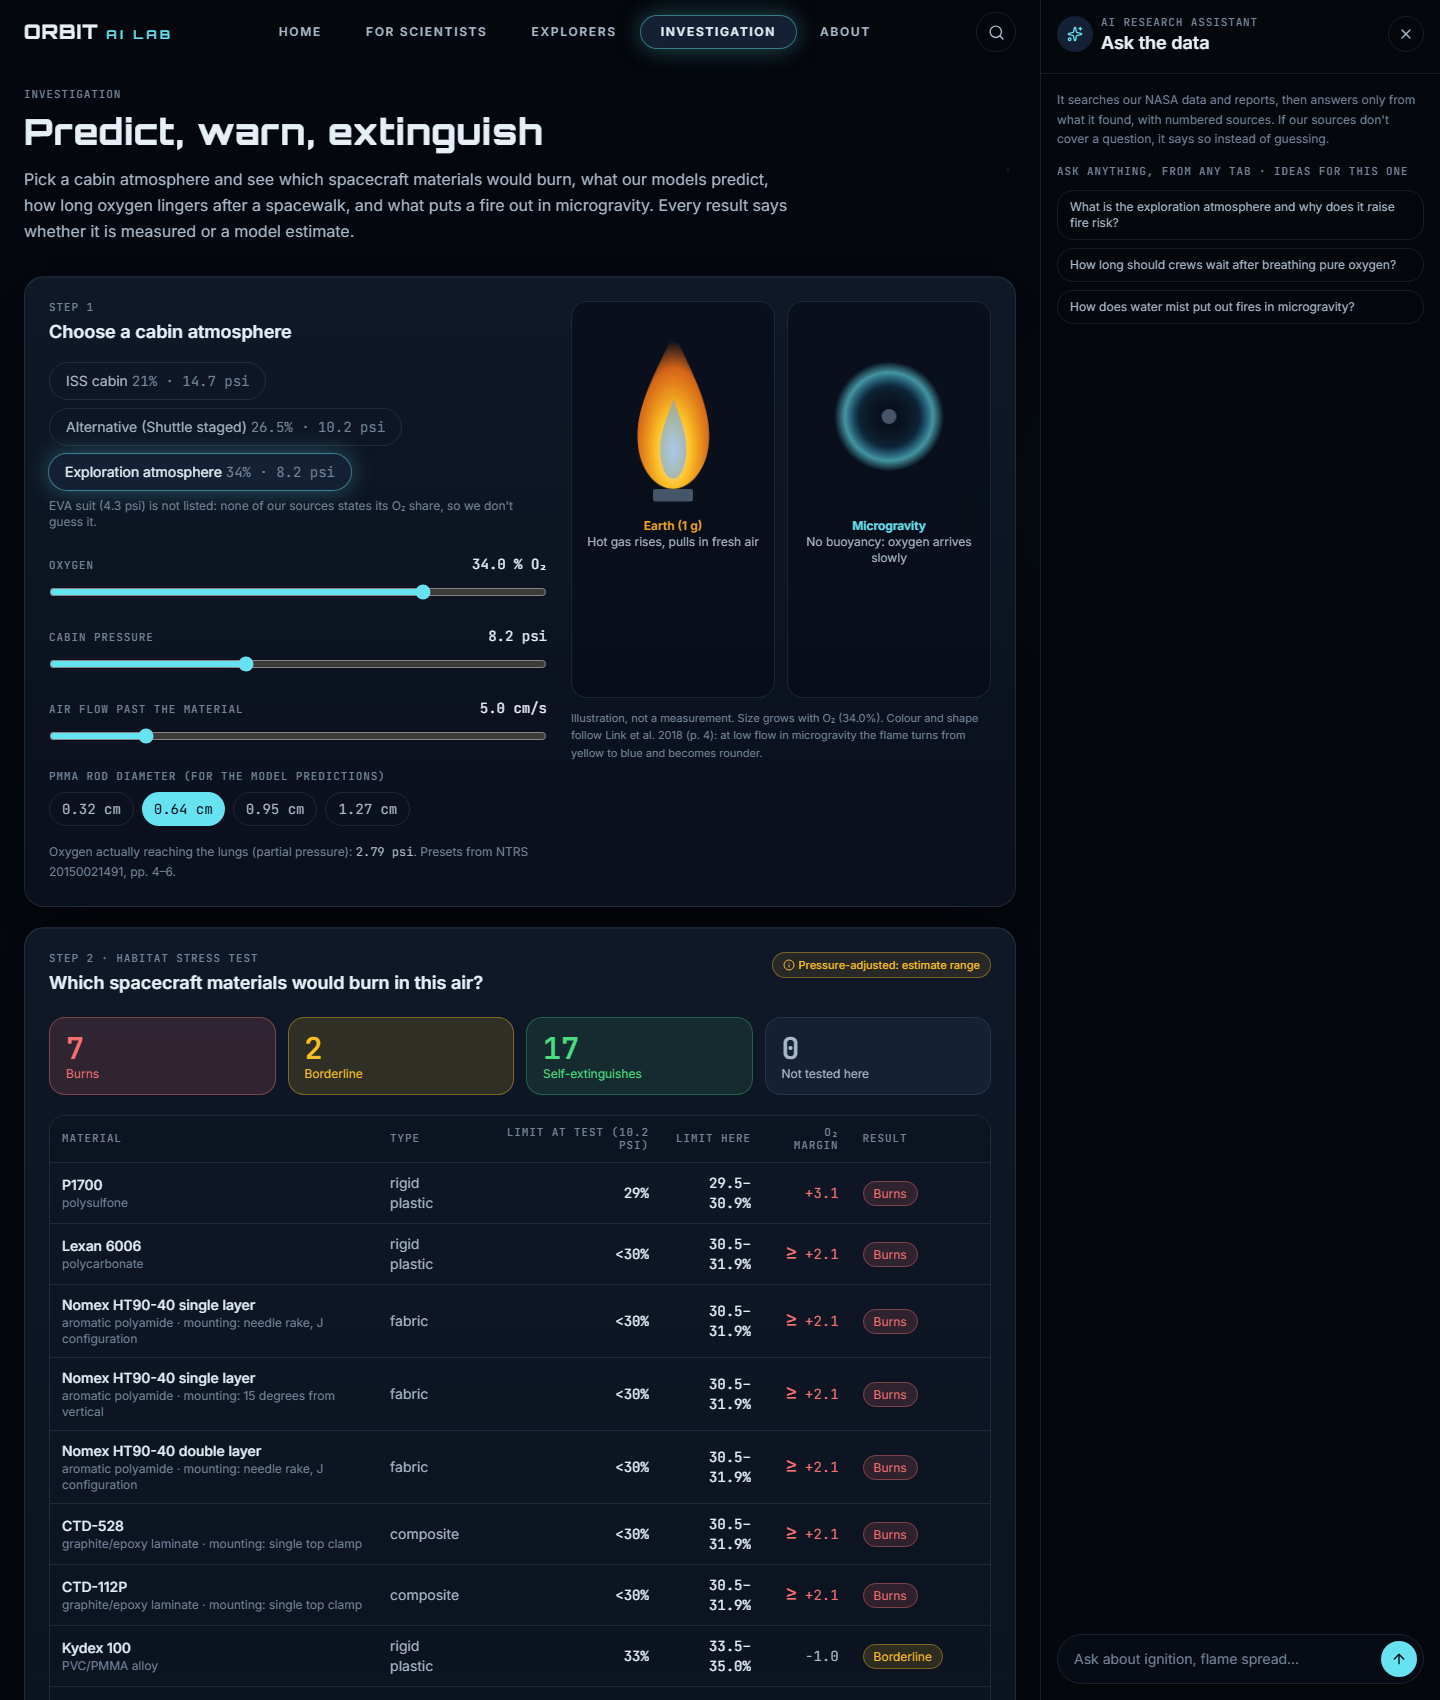 ORBIT AI LAB
HOME
FOR SCIENTISTS
EXPLORERS
INVESTIGATION
ABOUT
INVESTIGATION
Predict, warn, extinguish
Pick a cabin atmosphere and see which spacecraft materials would burn, what our models predict,
how long oxygen lingers after a spacewalk, and what puts a fire out in microgravity. Every result says
whether it is measured or a model estimate.
STEP 1
Choose a cabin atmosphere
ISS cabin 21% · 14.7 psi
Alternative (Shuttle staged) 26.5% · 10.2 psi
Exploration atmosphere 34% · 8.2 psi
EVA suit (4.3 psi) is not listed: none of our sources states its O₂ share, so we don't
guess it.
OXYGEN 34.0 % O₂
CABIN PRESSURE 8.2 psi
AIR FLOW PAST THE MATERIAL 5.0 cm/s
PMMA ROD DIAMETER (FOR THE MODEL PREDICTIONS)
0.32 cm 0.64 cm 0.95 cm 1.27 cm
Oxygen actually reaching the lungs (partial pressure): 2.79 psi. Presets from NTRS
20150021491, pp. 4–6.
Earth (1 g)
Hot gas rises, pulls in fresh air
Microgravity
No buoyancy: oxygen arrives
slowly
Illustration, not a measurement. Size grows with O₂ (34.0%). Colour and shape
follow Link et al. 2018 (p. 4): at low flow in microgravity the flame turns from
yellow to blue and becomes rounder.
STEP 2 · HABITAT STRESS TEST
Which spacecraft materials would burn in this air?
Pressure-adjusted: estimate range
7
Burns
2
Borderline
17
Self-extinguishes
0
Not tested here
MATERIAL
TYPE
LIMIT AT TEST (10.2
PSI)
LIMIT HERE
O₂
MARGIN
RESULT
P1700
polysulfone
rigid
plastic
29%
29.5–
30.9%
+3.1
Burns
Lexan 6006
polycarbonate
rigid
plastic
<30%
30.5–
31.9%
≥ +2.1
Burns
Nomex HT90-40 single layer
aromatic polyamide · mounting: needle rake, J
configuration
fabric
<30%
30.5–
31.9%
≥ +2.1
Burns
Nomex HT90-40 single layer
aromatic polyamide · mounting: 15 degrees from
vertical
fabric
<30%
30.5–
31.9%
≥ +2.1
Burns
Nomex HT90-40 double layer
aromatic polyamide · mounting: needle rake, J
configuration
fabric
<30%
30.5–
31.9%
≥ +2.1
Burns
CTD-528
graphite/epoxy laminate · mounting: single top clamp
composite
<30%
30.5–
31.9%
≥ +2.1
Burns
CTD-112P
graphite/epoxy laminate · mounting: single top clamp
composite
<30%
30.5–
31.9%
≥ +2.1
Burns
Kydex 100
PVC/PMMA alloy
rigid
plastic
33%
33.5–
35.0%
-1.0
Borderline
AI RESEARCH ASSISTANT
Ask the data
It searches our NASA data and reports, then answers only from
what it found, with numbered sources. If our sources don't
cover a question, it says so instead of guessing.
ASK ANYTHING, FROM ANY TAB · IDEAS FOR THIS ONE
What is the exploration atmosphere and why does it raise
fire risk?
How long should crews wait after breathing pure oxygen?
How does water mist put out fires in microgravity?
Ask about ignition, flame spread...